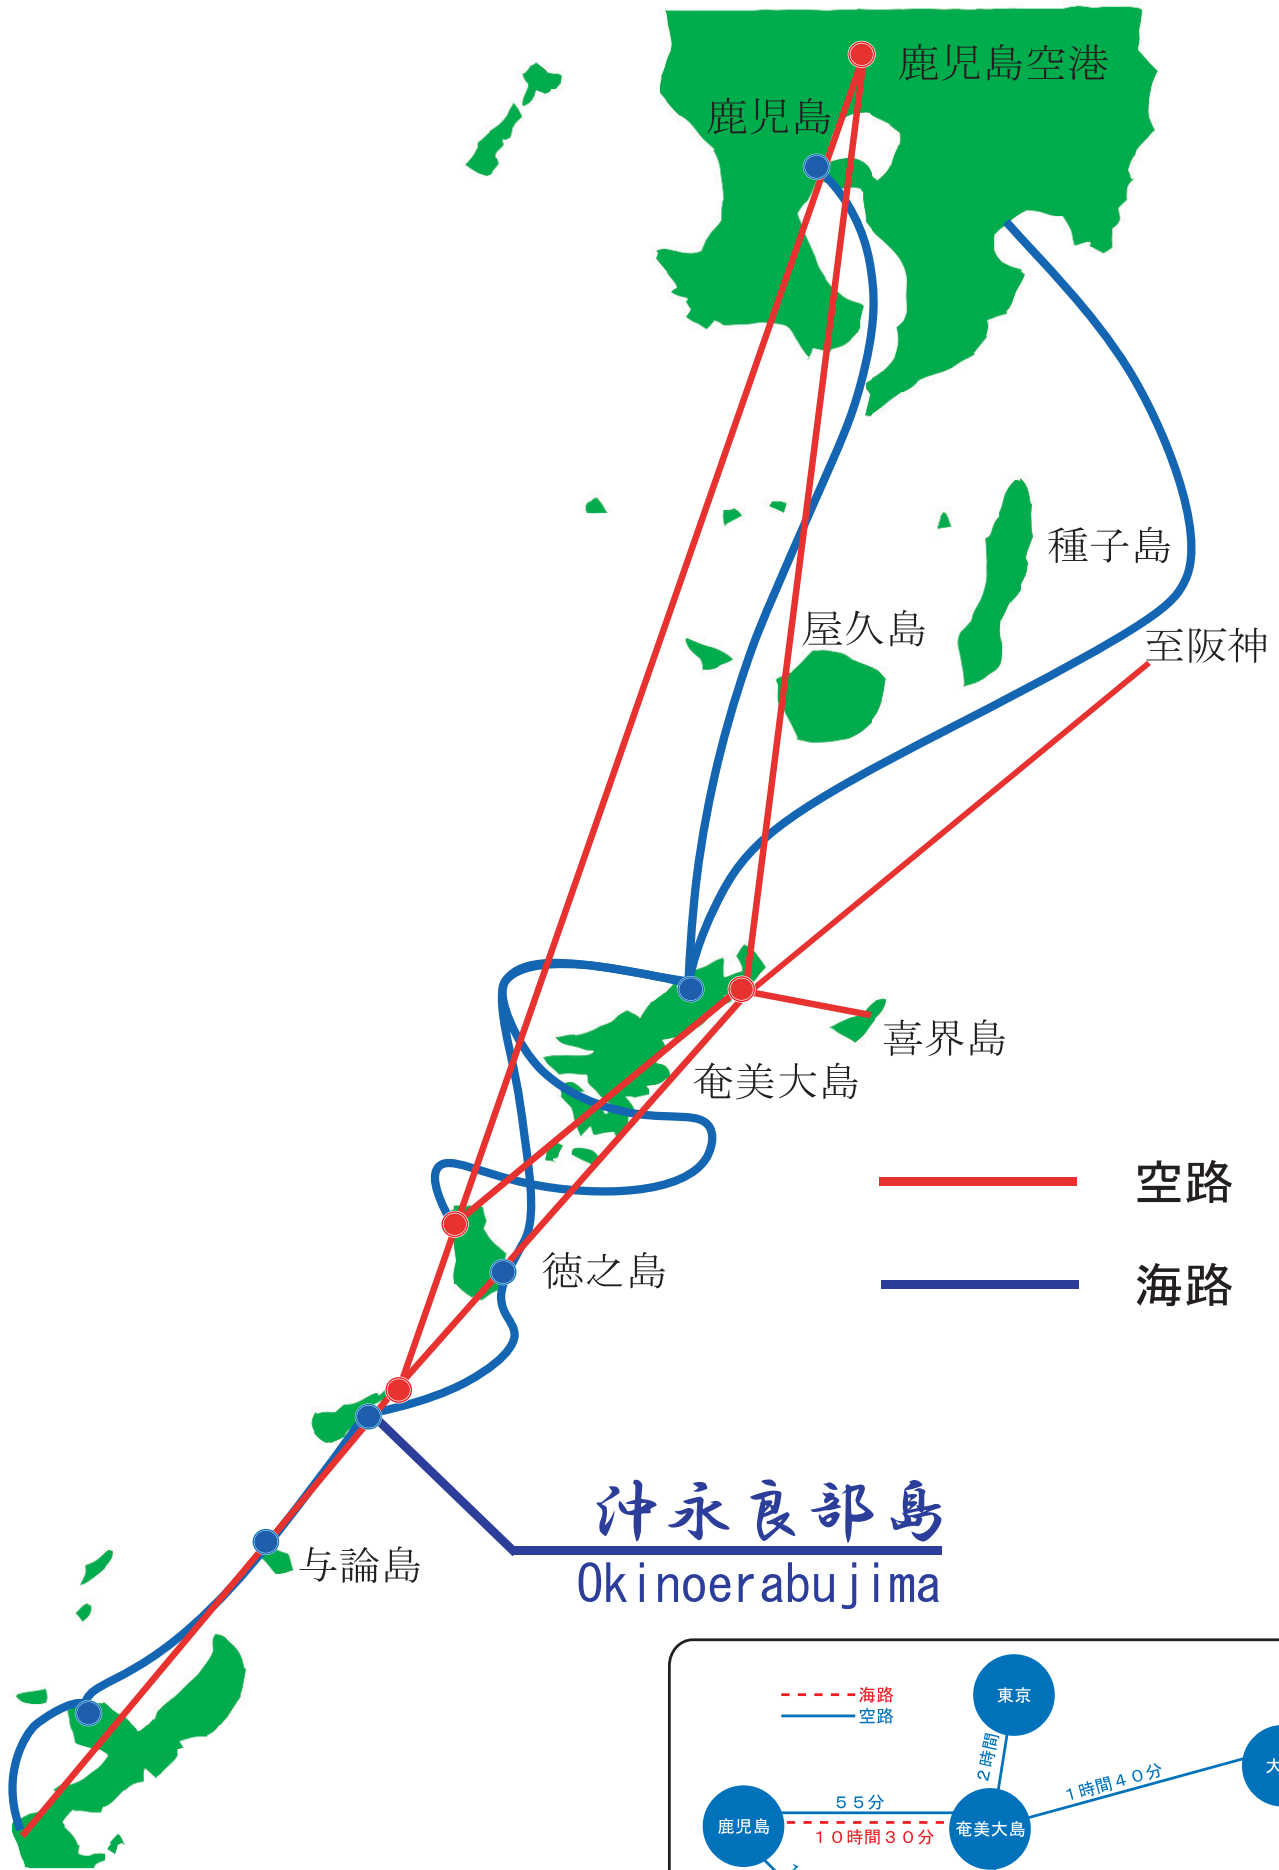 鹿児島空港
鹿児島
種子島
屋久島
至阪神
喜界島
奄美大島
空路
徳之島
海路
沖永良部島
Okinoerabujima
与論島
海路
空路
東京
2時間
1時間40分
55分
鹿児島
10時間30分
奄美大島